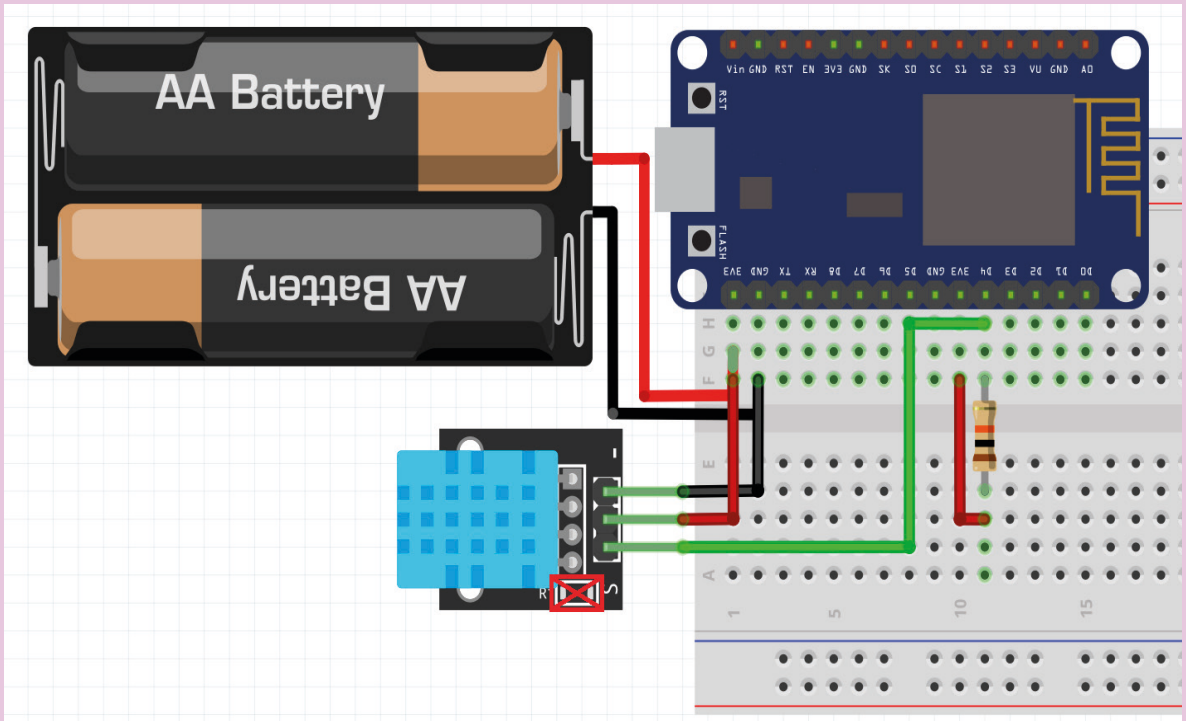 AA Battery
AA Battery
Vin GND RST EN 3V3 GND SK SO SC S1 S2 S3 VU GND AO
RST
FLASH
3V3 GND TX RX D8 D7 D6 D5 GND 3V3 D4 D3 D2 D1 D0
H
G
F
E
A
1 5 10 15
S